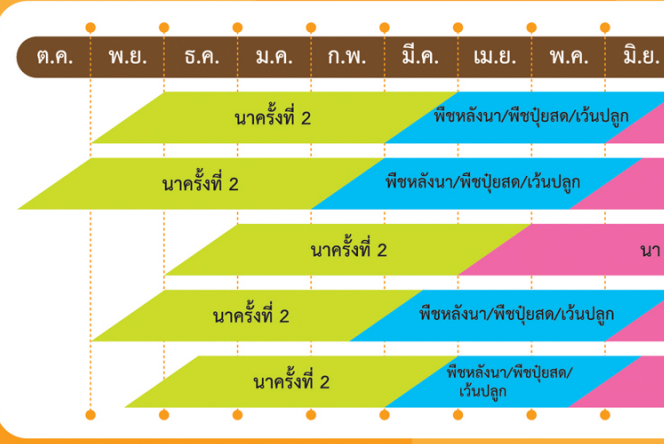 ต.ค. พ.ย. ธ.ค. ม.ค. ก.พ. มี.ค. เม.ย. พ.ค. มิ.ย.
นาครั้งที่ 2 พืชหลังนา/พืชปุ๋ยสด/เว้นปลูก
นาครั้งที่ 2 พืชหลังนา/พืชปุ๋ยสด/เว้นปลูก
นาครั้งที่ 2 นา
นาครั้งที่ 2 พืชหลังนา/พืชปุ๋ยสด/เว้นปลูก
นาครั้งที่ 2 พืชหลังนา/พืชปุ๋ยสด/
เว้นปลูก